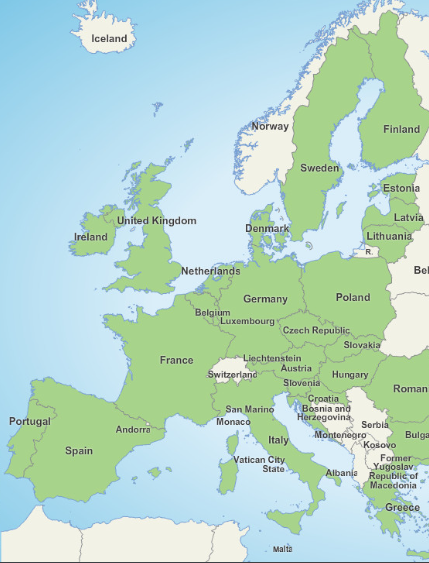 Iceland
Norway
Finland
Sweden
Estonia
Latvia
Lithuania
R.
United Kingdom
Ireland
Denmark
Netherlands
Bel
Germany
Poland
Belgium
Luxembourg
Czech Republic
Slovakia
France
Liechtenstein
Switzerland
Austria
Hungary
Slovenia
Roman
Croatia
San Marino
Bosnia and
Herzegovina
Monaco
Portugal
Andorra
Serbia
Spain
Italy
Montenegro
Bulga
Kosovo
Vatican City
State
Albania
Former
Yugoslav
Republic of
Macedonia
Greece
Malta